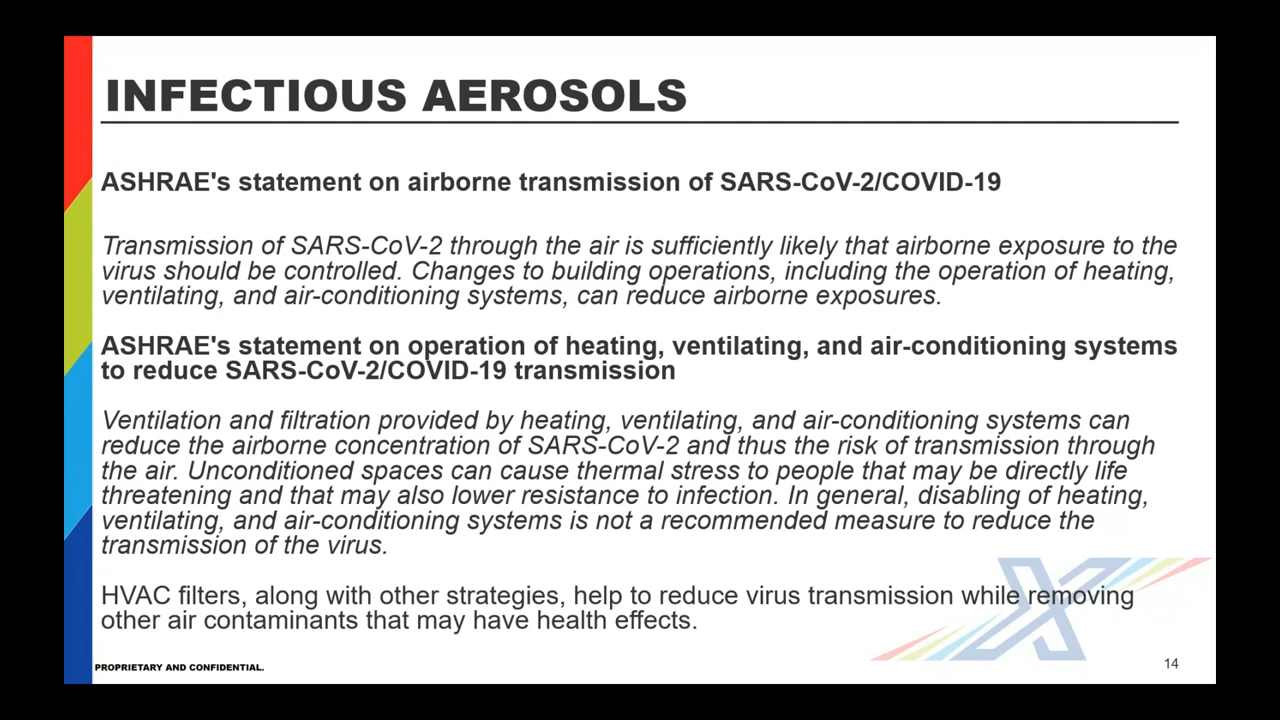 INFECTIOUS AEROSOLS
ASHRAE's statement on airborne transmission of SARS-CoV-2/COVID-19
Transmission of SARS-CoV-2 through the air is sufficiently likely that airborne exposure to the
virus should be controlled. Changes to building operations, including the operation of heating,
ventilating, and air-conditioning systems, can reduce airborne exposures.
ASHRAE's statement on operation of heating, ventilating, and air-conditioning systems
to reduce SARS-CoV-2/COVID-19 transmission
Ventilation and filtration provided by heating, ventilating, and air-conditioning systems can
reduce the airborne concentration of SARS-CoV-2 and thus the risk of transmission through
the air. Unconditioned spaces can cause thermal stress to people that may be directly life
threatening and that may also lower resistance to infection. In general, disabling of heating,
ventilating, and air-conditioning systems is not a recommended measure to reduce the
transmission of the virus.
HVAC filters, along with other strategies, help to reduce virus transmission while removing
other air contaminants that may have health effects.
PROPRIETARY AND CONFIDENTIAL.
14
X